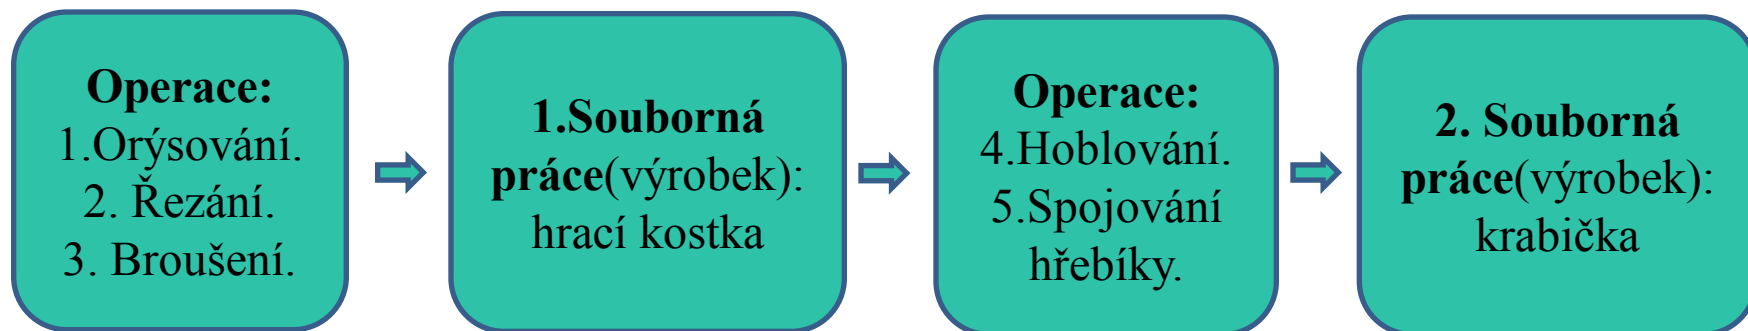 Operace:
1.Orýsování.
2. Řezání.
3. Broušení.
1.Souborná
práce(výrobek):
hrací kostka
Operace:
4.Hoblování.
5.Spojování
hřebíky.
2. Souborná
práce(výrobek):
krabička